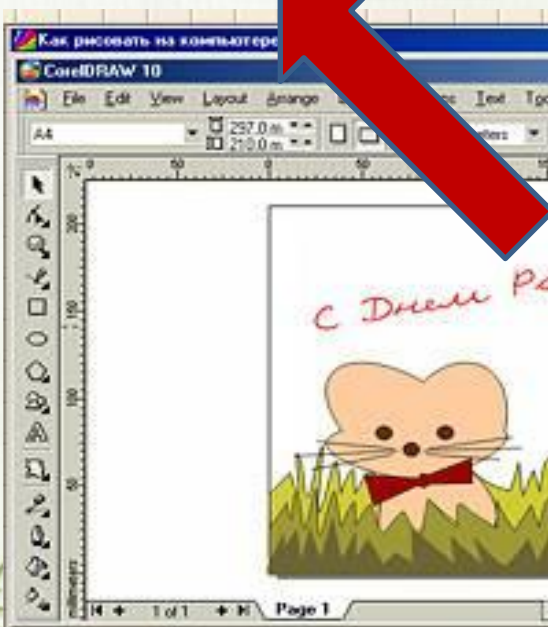 Как рисовать на компьютере
CorelDRAW 10
File Edit View Layout Arrange Text
A4 297.0 m 210.0 m
С Днем
millimeters
1 of 1 Page 1